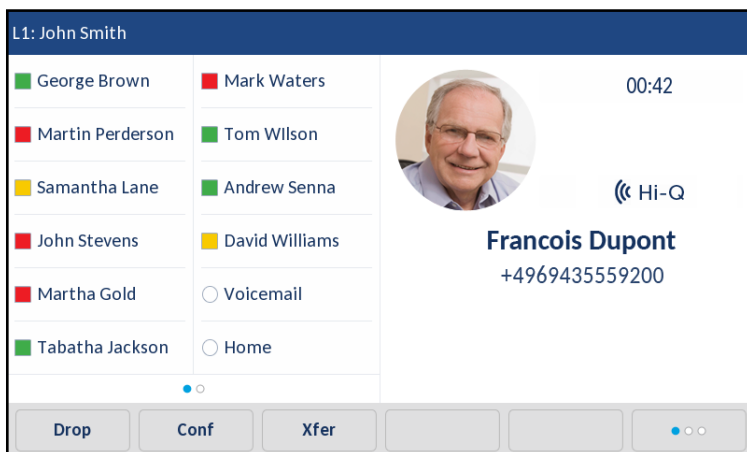 L1: John Smith
George Brown
Mark Waters
Martin Perderson
Tom WIlson
Samantha Lane
Andrew Senna
John Stevens
David Williams
Martha Gold
Voicemail
Tabatha Jackson
Home
00:42
Hi-Q
Francois Dupont
+4969435559200
Drop
Conf
Xfer